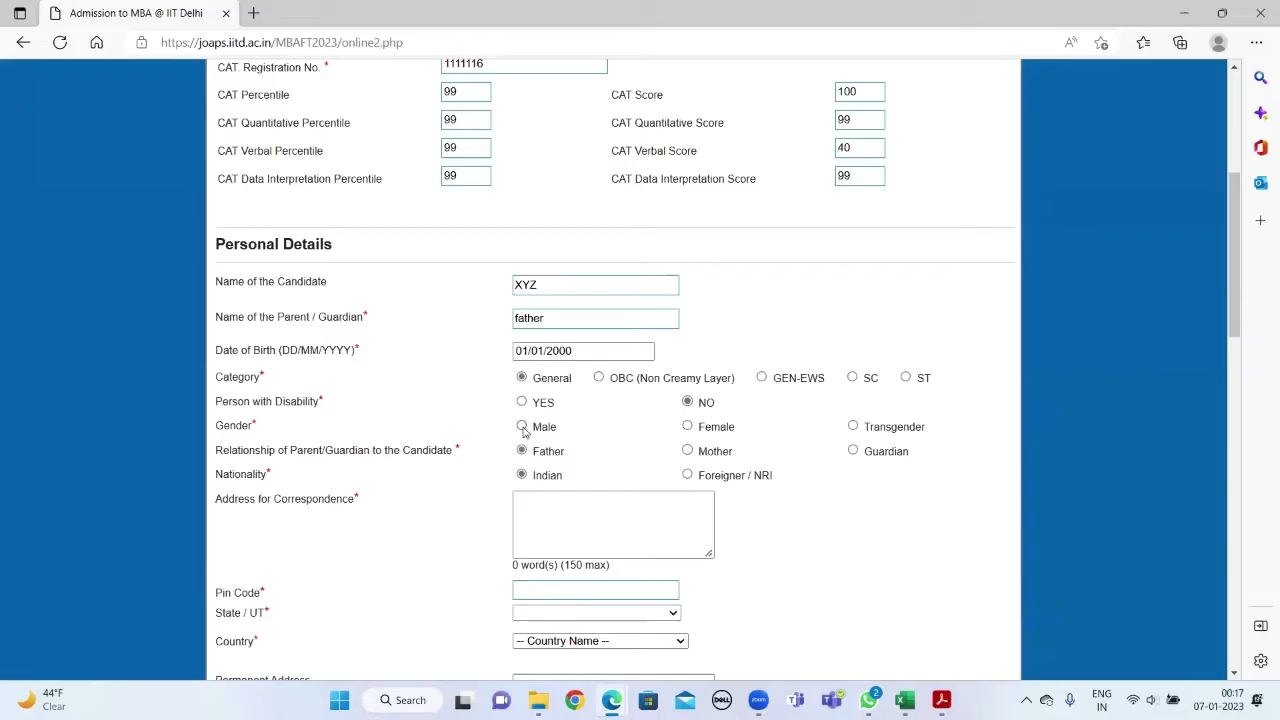 Admission to MBA @ IIT Delhi
https://joaps.iitd.ac.in/MBAFT2023/online2.php
CAT. Registration No. * 1111116
CAT Percentile 99 CAT Score 100
CAT Quantitative Percentile 99 CAT Quantitative Score 99
CAT Verbal Percentile 99 CAT Verbal Score 40
CAT Data Interpretation Percentile 99 CAT Data Interpretation Score 99
Personal Details
Name of the Candidate XYZ
Name of the Parent / Guardian* father
Date of Birth (DD/MM/YYYY)* 01/01/2000
Category* General OBC (Non Creamy Layer) GEN-EWS SC ST
Person with Disability* YES NO
Gender* Male Female Transgender
Relationship of Parent/Guardian to the Candidate * Father Mother Guardian
Nationality* Indian Foreigner / NRI
Address for Correspondence*
0 word(s) (150 max)
Pin Code*
State / UT*
Country* -- Country Name --
Permanent Address
44°F
Clear
Search
DELL
zoom
2
ENG
IN
00:17
07-01-2023